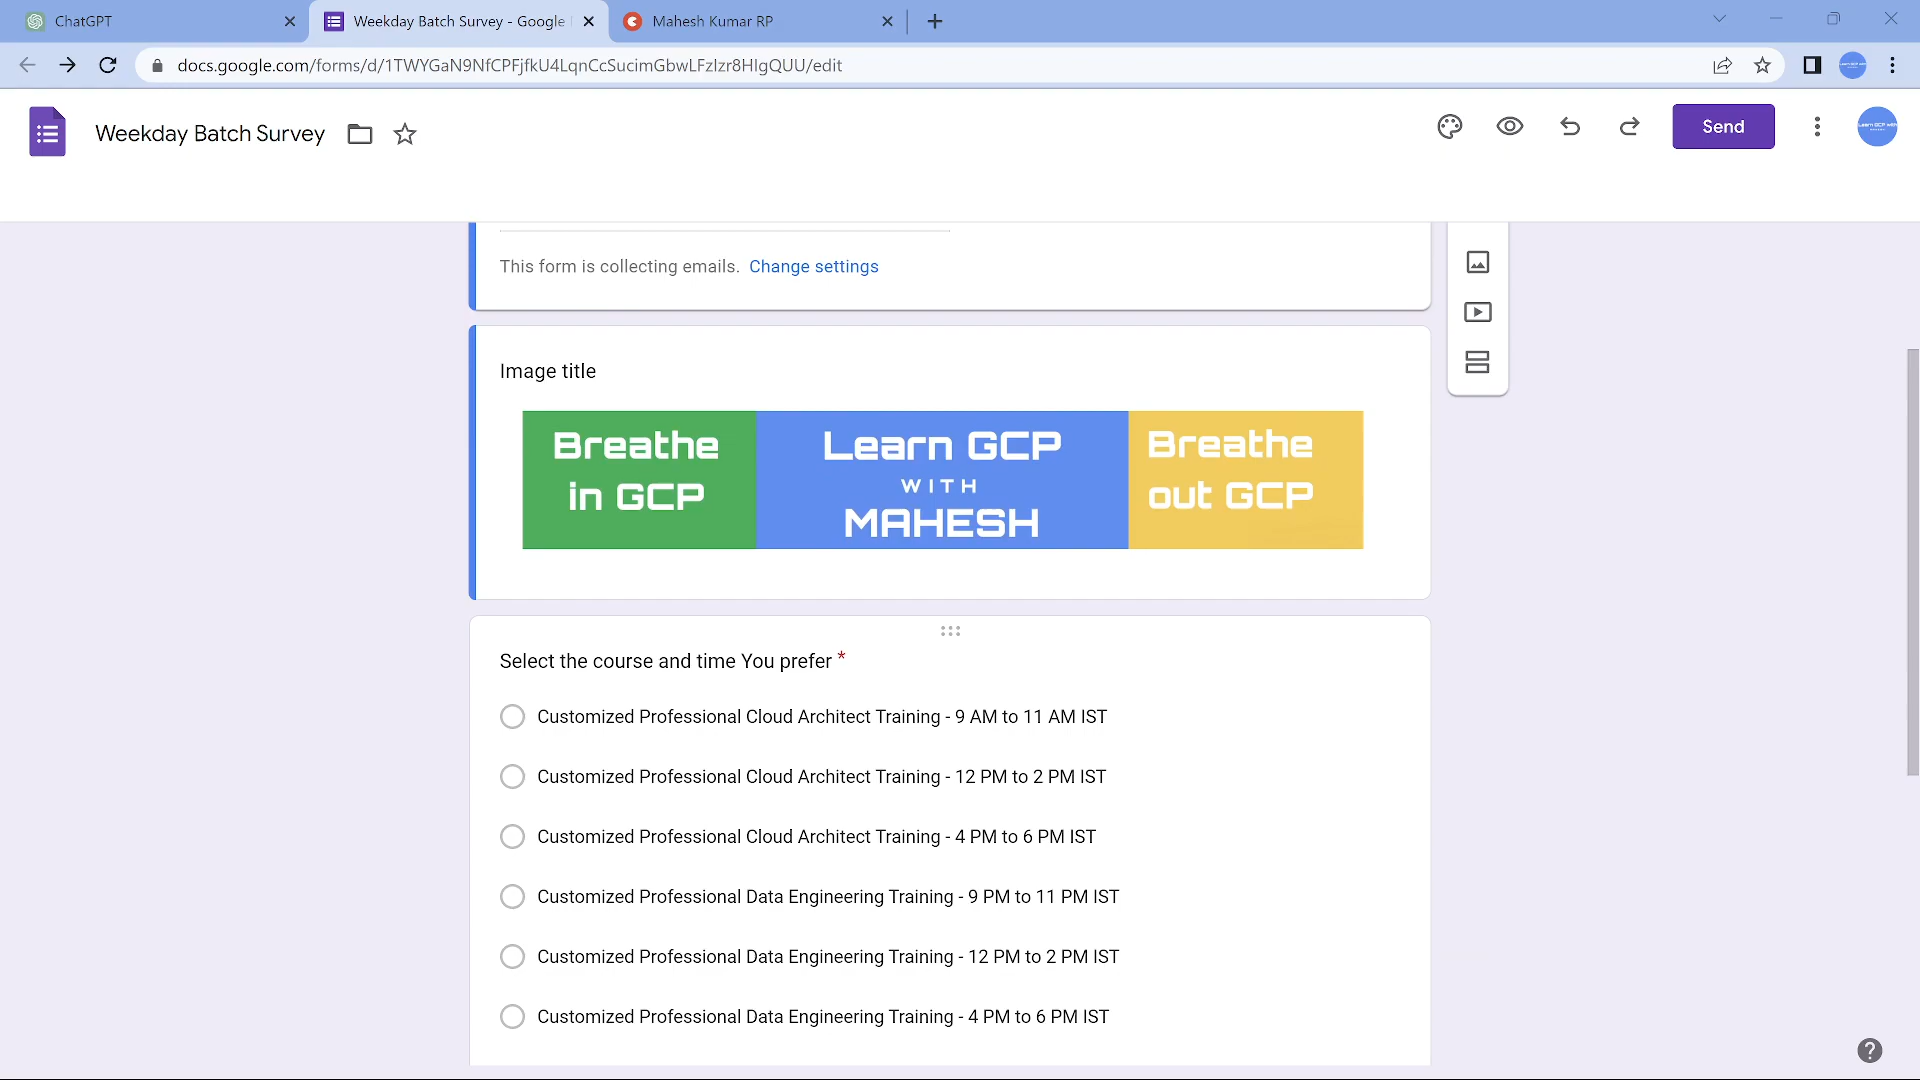 ChatGPT
Weekday Batch Survey - Google
Mahesh Kumar RP
docs.google.com/forms/d/1TWYGaN9NfCPFjfkU4LqnCcSucimGbwLFzIzr8HIgQUU/edit
Weekday Batch Survey
Send
This form is collecting emails. Change settings
Image title
Breathe
in GCP
Learn GCP
WITH
MAHESH
Breathe
out GCP
Select the course and time You prefer *
Customized Professional Cloud Architect Training - 9 AM to 11 AM IST
Customized Professional Cloud Architect Training - 12 PM to 2 PM IST
Customized Professional Cloud Architect Training - 4 PM to 6 PM IST
Customized Professional Data Engineering Training - 9 PM to 11 PM IST
Customized Professional Data Engineering Training - 12 PM to 2 PM IST
Customized Professional Data Engineering Training - 4 PM to 6 PM IST